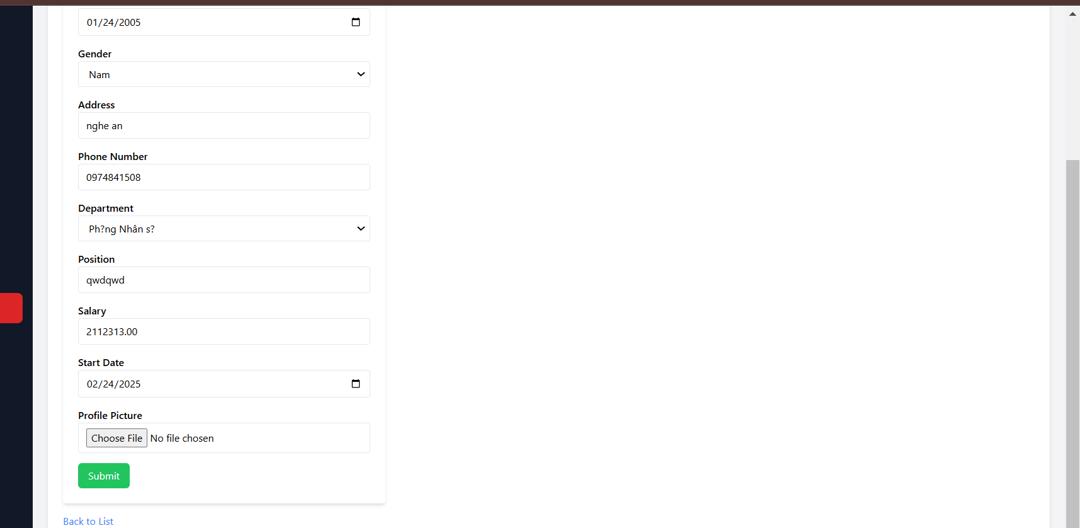 01/24/2005
Gender
Nam
Address
nghe an
Phone Number
0974841508
Department
Ph?ng Nhân s?
Position
qwdqwd
Salary
2112313.00
Start Date
02/24/2025
Profile Picture
Choose File No file chosen
Submit
Back to List